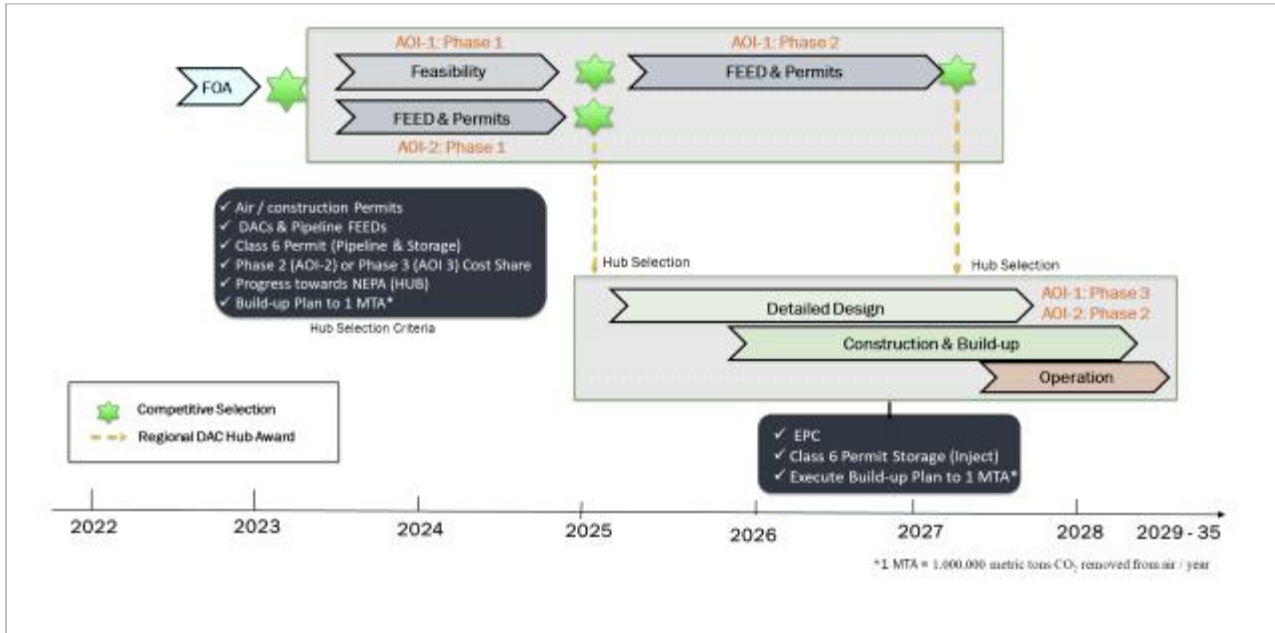 AOI-1: Phase 1
AOI-1: Phase 2
FOA
Feasibility
FEED & Permits
FEED & Permits
AOI-2: Phase 1
✓ Air / construction Permits
✓ DACs & Pipeline FEEDs
✓ Class 6 Permit (Pipeline & Storage)
✓ Phase 2 (AOI-2) or Phase 3 (AOI 3) Cost Share
✓ Progress towards NEPA (HUB)
✓ Build-up Plan to 1 MTA*
Hub Selection Criteria
Hub Selection
Hub Selection
Detailed Design
AOI-1: Phase 3
AOI-2: Phase 2
Construction & Build-up
Operation
Competitive Selection
Regional DAC Hub Award
✓ EPC
✓ Class 6 Permit Storage (Inject)
✓ Execute Build-up Plan to 1 MTA*
2022
2023
2024
2025
2026
2027
2028
2029 - 35
*1 MTA = 1,000,000 metric tons CO₂ removed from air / year